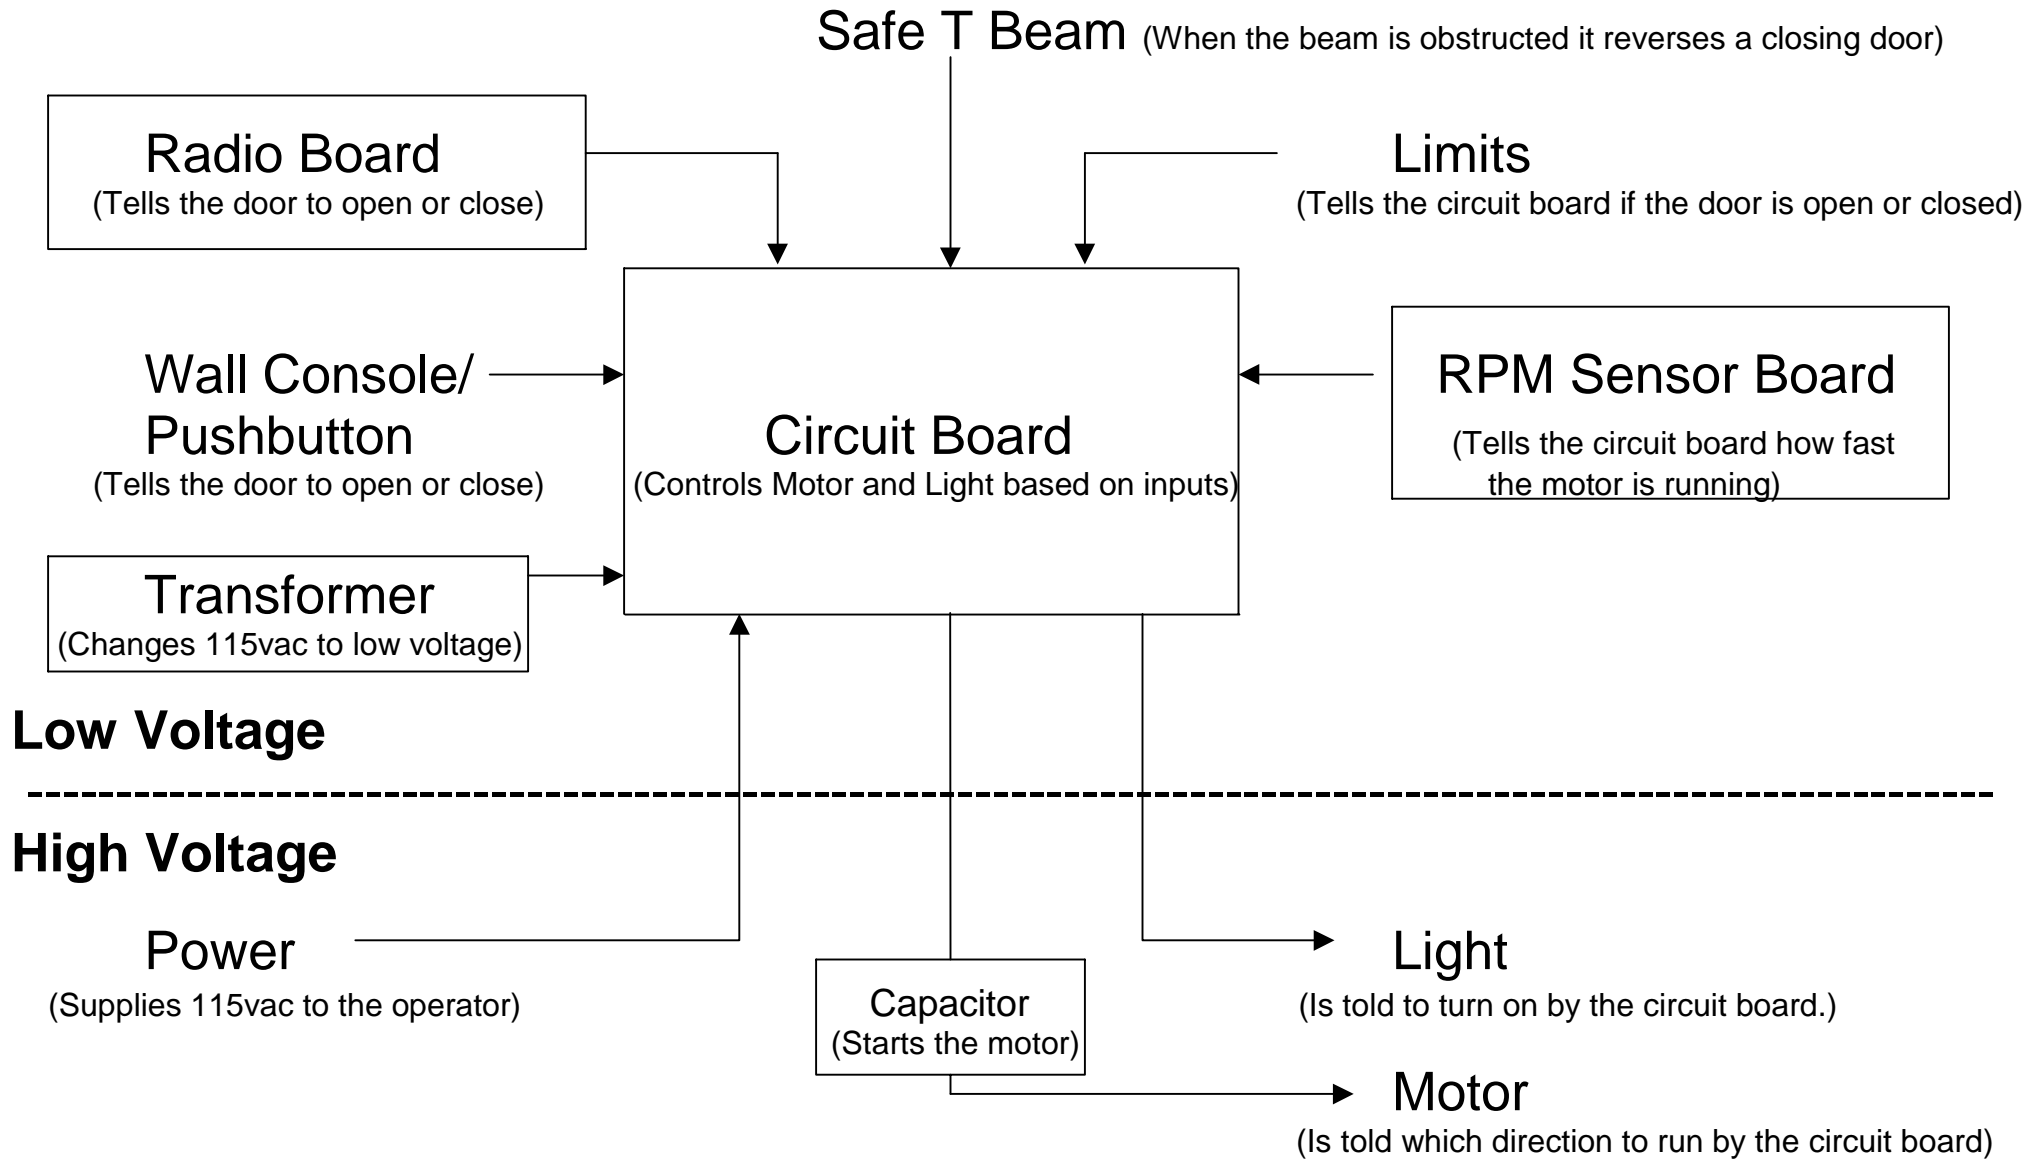 Safe T Beam (When the beam is obstructed it reverses a closing door)
Radio Board
(Tells the door to open or close)
Limits
(Tells the circuit board if the door is open or closed)
Wall Console/
Pushbutton
(Tells the door to open or close)
Circuit Board
(Controls Motor and Light based on inputs)
RPM Sensor Board
(Tells the circuit board how fast
the motor is running)
Transformer
(Changes 115vac to low voltage)
Low Voltage
High Voltage
Power
(Supplies 115vac to the operator)
Capacitor
(Starts the motor)
Light
(Is told to turn on by the circuit board.)
Motor
(Is told which direction to run by the circuit board)